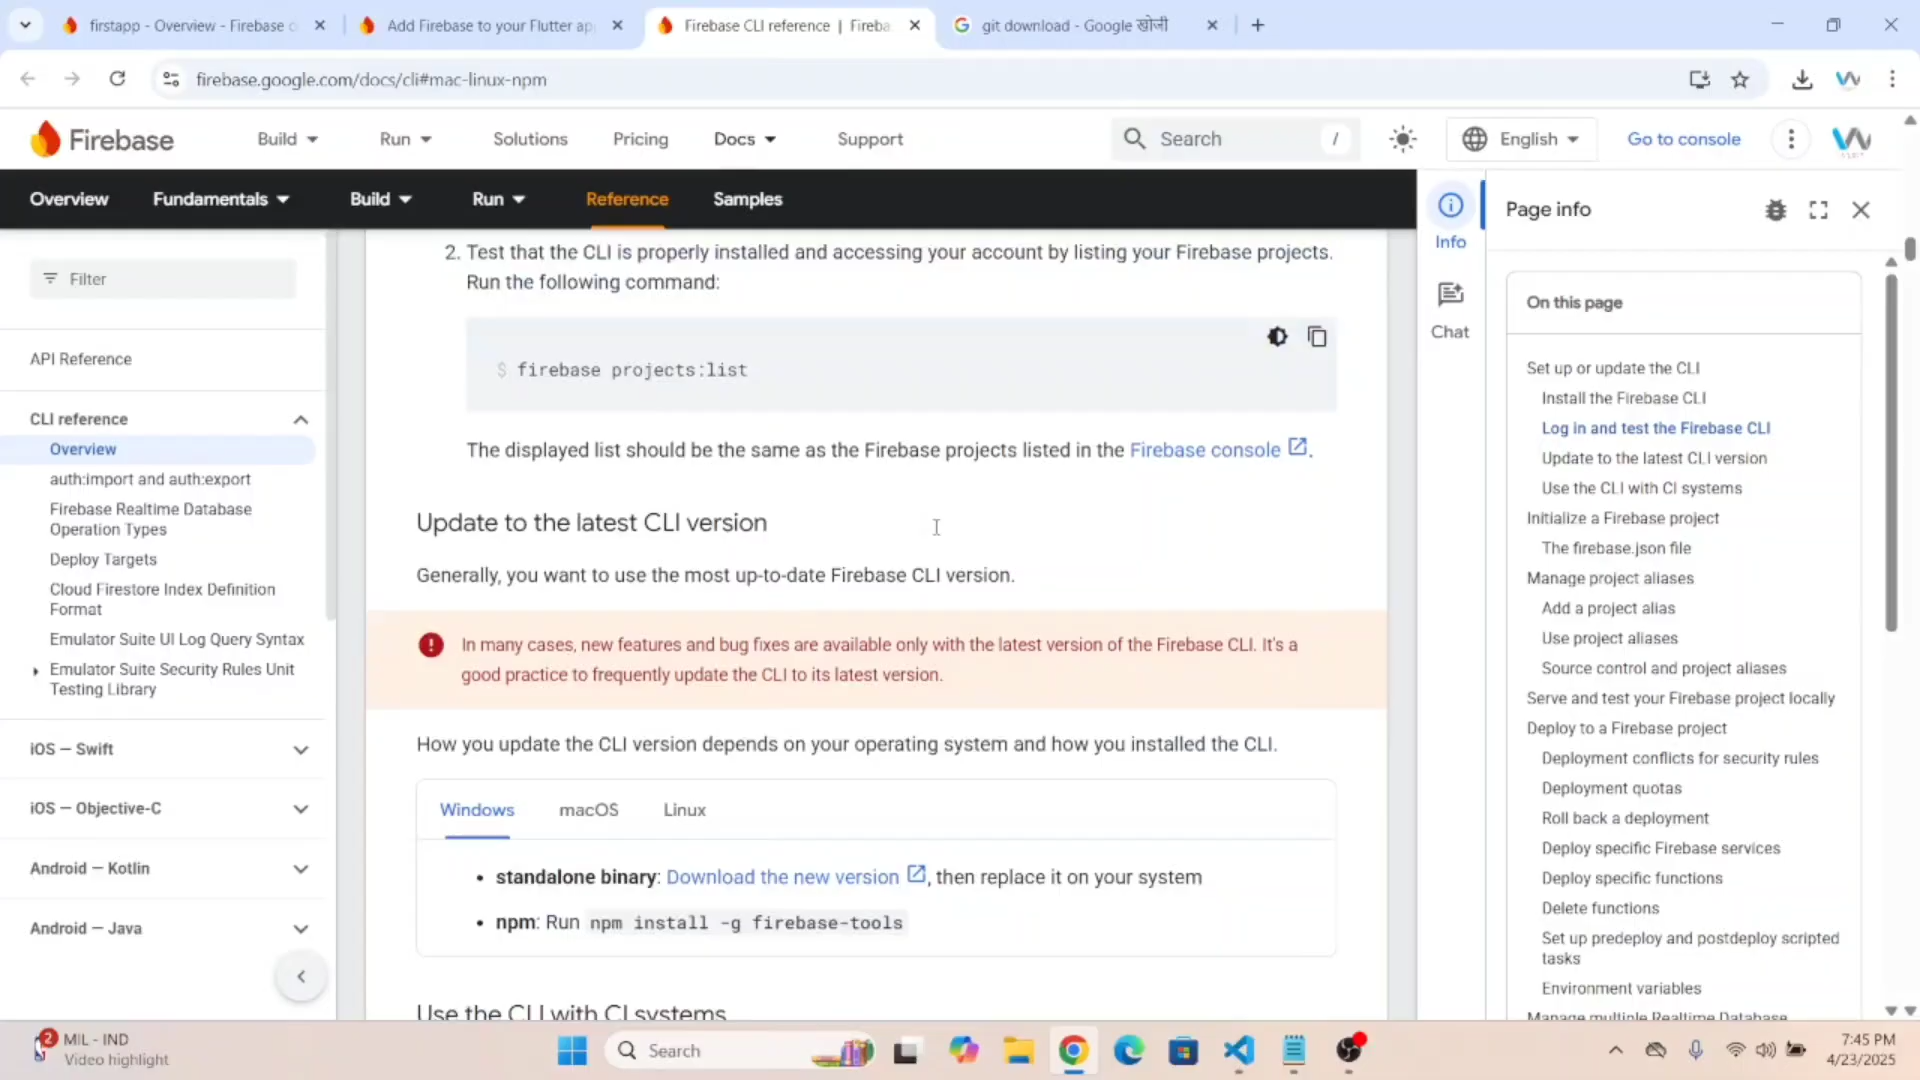 firstapp - Overview - Firebase c
Add Firebase to your Flutter ap
Firebase CLI reference | Fireba
git download - Google खोजी
firebase.google.com/docs/cli#mac-linux-npm
Firebase
Build
Run
Solutions
Pricing
Docs
Support
Search
/
English
Go to console
Overview
Fundamentals
Build
Run
Reference
Samples
Filter
API Reference
CLI reference
Overview
auth:import and auth:export
Firebase Realtime Database
Operation Types
Deploy Targets
Cloud Firestore Index Definition
Format
Emulator Suite UI Log Query Syntax
Emulator Suite Security Rules Unit
Testing Library
iOS — Swift
iOS — Objective-C
Android — Kotlin
Android — Java
2. Test that the CLI is properly installed and accessing your account by listing your Firebase projects.
Run the following command:
$ firebase projects:list
The displayed list should be the same as the Firebase projects listed in the Firebase console.
Update to the latest CLI version
Generally, you want to use the most up-to-date Firebase CLI version.
In many cases, new features and bug fixes are available only with the latest version of the Firebase CLI. It's a
good practice to frequently update the CLI to its latest version.
How you update the CLI version depends on your operating system and how you installed the CLI.
Windows
macOS
Linux
• standalone binary: Download the new version, then replace it on your system
• npm: Run npm install -g firebase-tools
Use the CLI with CI systems
Info
Chat
Page info
On this page
Set up or update the CLI
Install the Firebase CLI
Log in and test the Firebase CLI
Update to the latest CLI version
Use the CLI with CI systems
Initialize a Firebase project
The firebase.json file
Manage project aliases
Add a project alias
Use project aliases
Source control and project aliases
Serve and test your Firebase project locally
Deploy to a Firebase project
Deployment conflicts for security rules
Deployment quotas
Roll back a deployment
Deploy specific Firebase services
Deploy specific functions
Delete functions
Set up predeploy and postdeploy scripted
tasks
Environment variables
Manage multiple Realtime Database
2
MIL - IND
Video highlight
Search
7:45 PM
4/23/2025